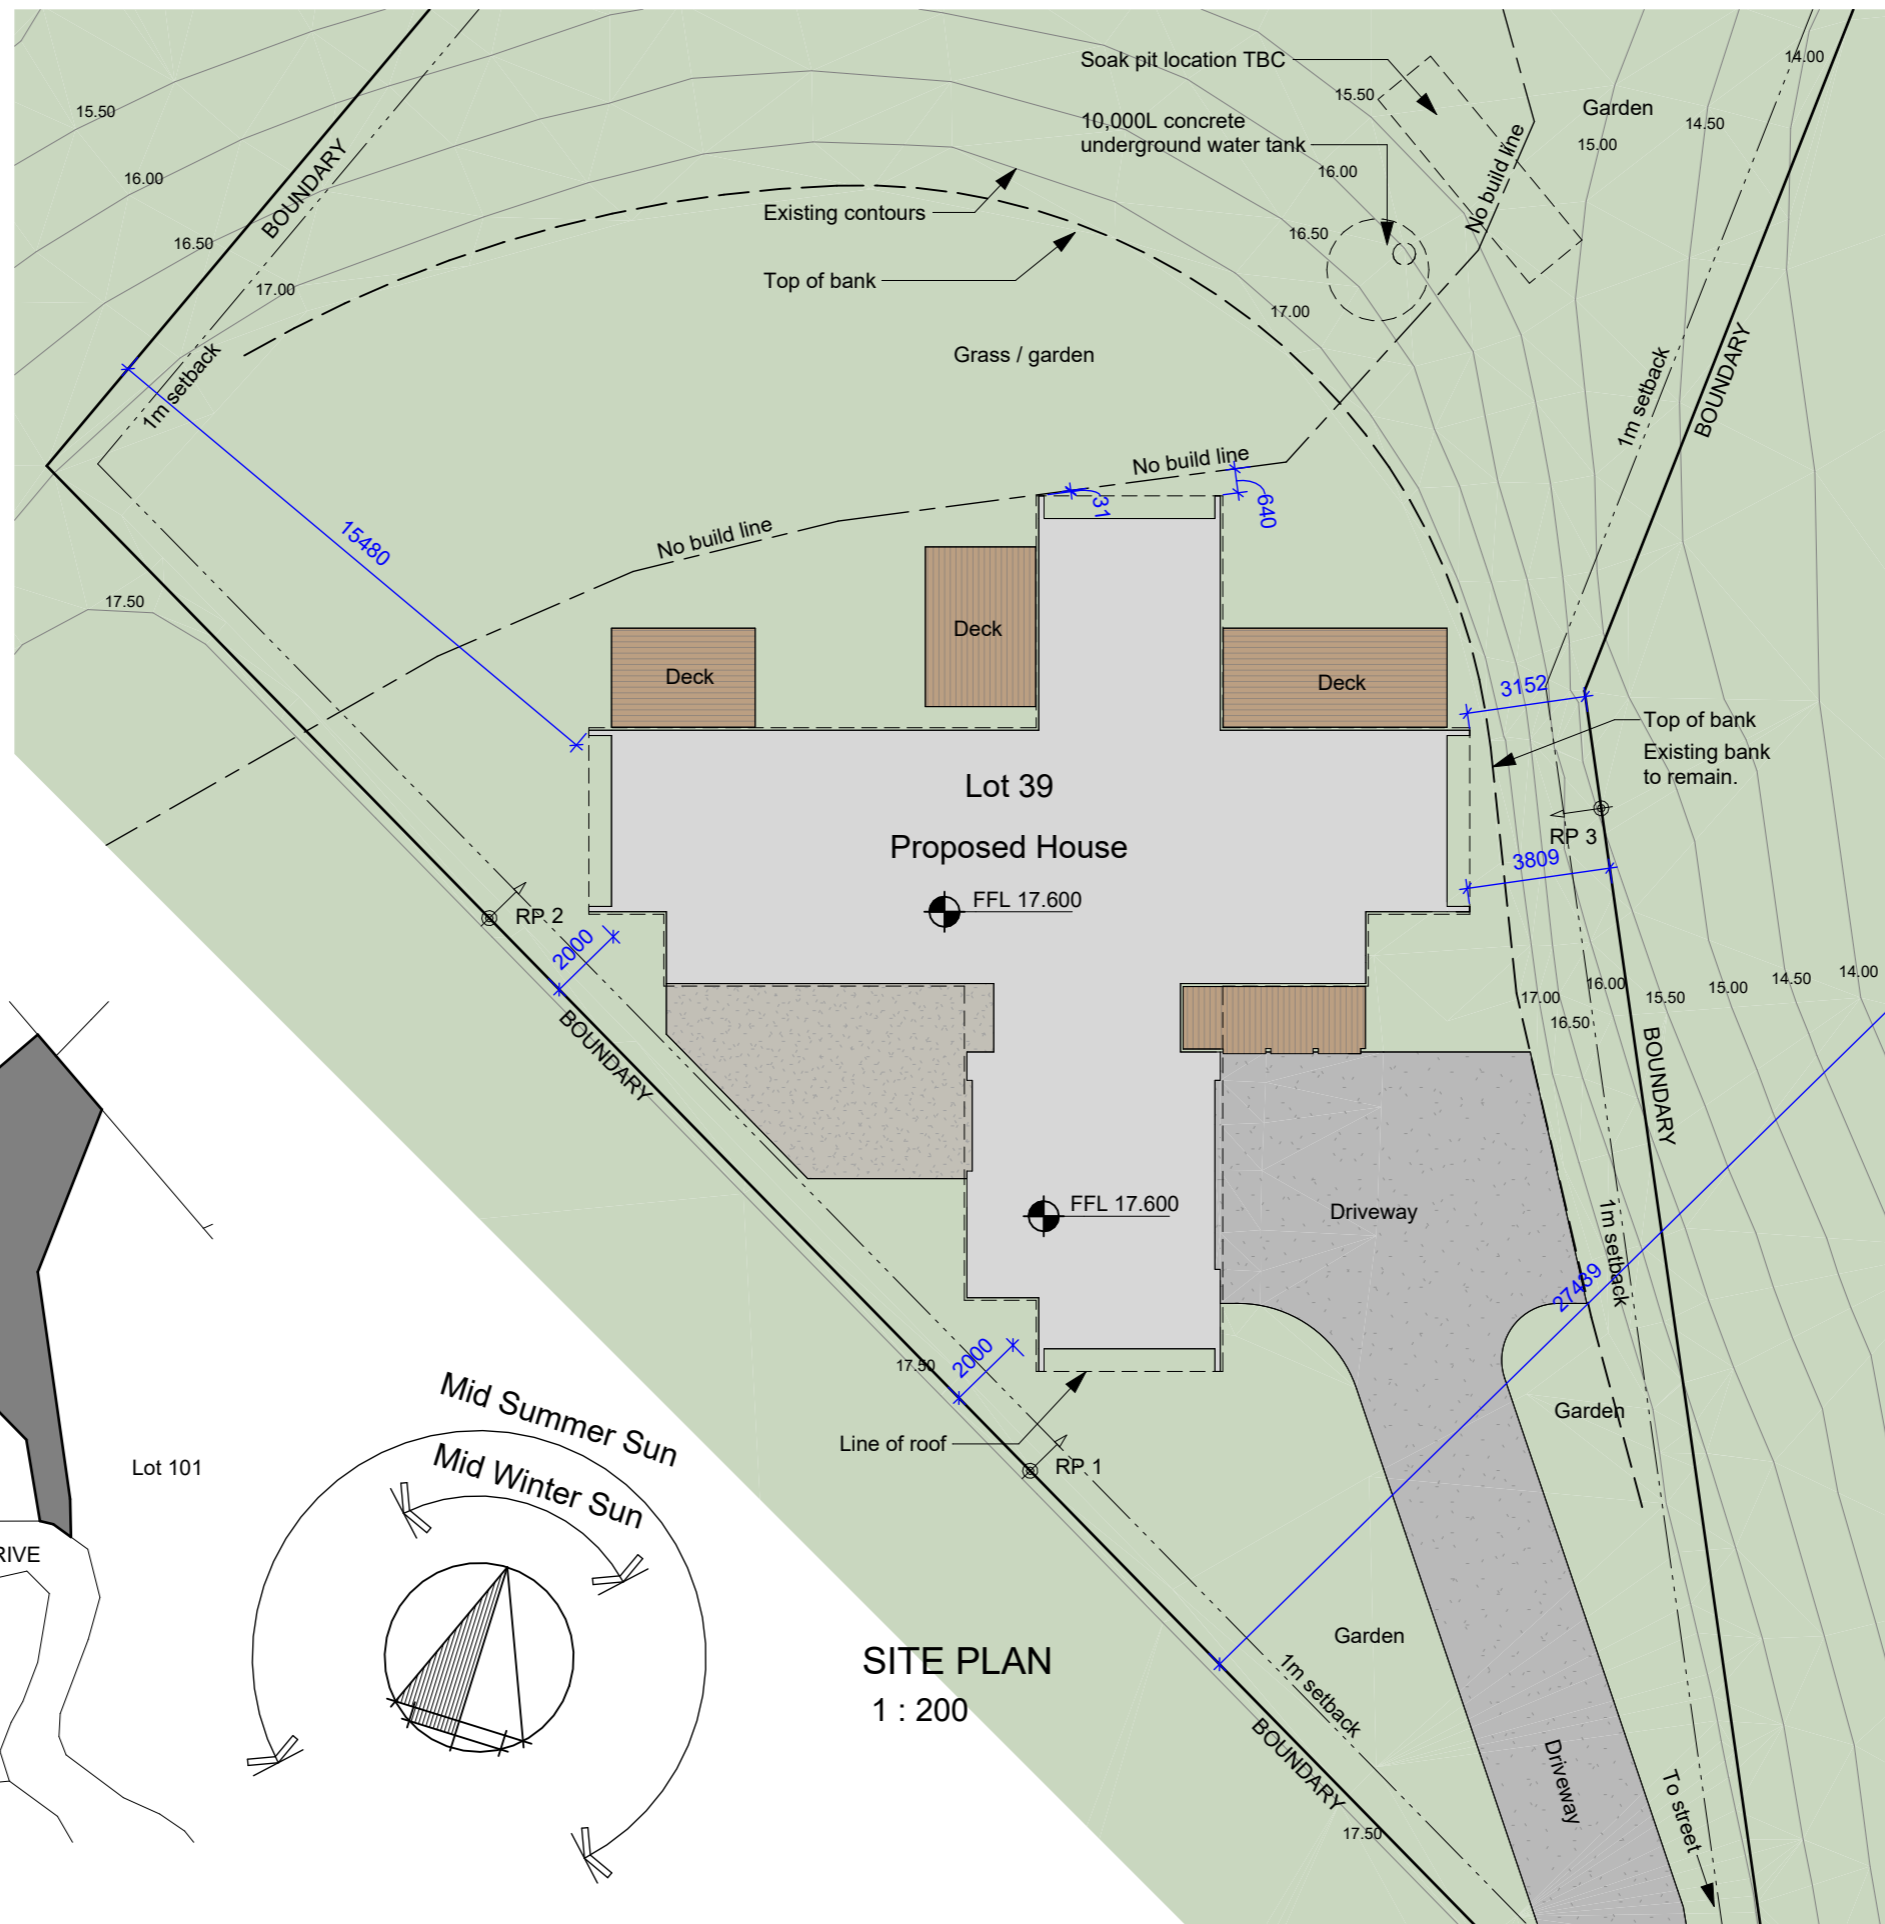 Soak pit location TBC
14.00
15.50
15.50
Garden
14.50
10,000L concrete
underground water tank
15.00
BOUNDARY
16.00
16.00
No build line
Existing contours
16.50
16.50
Top of bank
17.00
17.00
Grass / garden
1m setback
1m setback
BOUNDARY
No build line
31
640
15480
No build line
17.50
Deck
Deck
Deck
3152
Top of bank
Existing bank
to remain.
Lot 39
Proposed House
RP 3
3809
FFL 17.600
RP 2
2000
17.00
16.00
15.50
15.00
14.50
14.00
16.50
BOUNDARY
BOUNDARY
FFL 17.600
Driveway
1m setback
27489
17.50
2000
Mid Summer Sun
Mid Winter Sun
Garden
Line of roof
RP 1
Lot 101
RIVE
Garden
SITE PLAN
1 : 200
1m setback
BOUNDARY
Driveway
To street
17.50